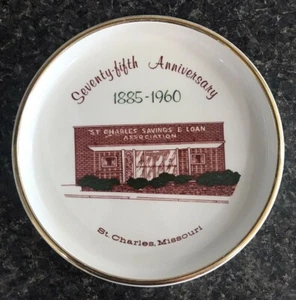 Seventy-fifth Anniversary
1885-1960
ST. CHARLES SAVINGS & LOAN
ASSOCIATION
St. Charles, Missouri